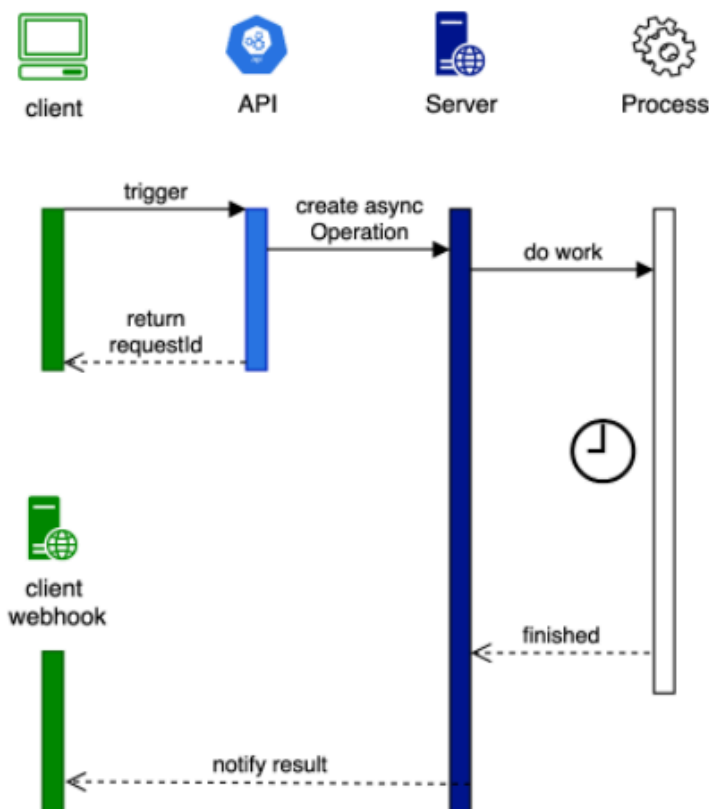 client
API
Server
Process
trigger
create async
Operation
do work
return
requestId
client
webhook
finished
notify result